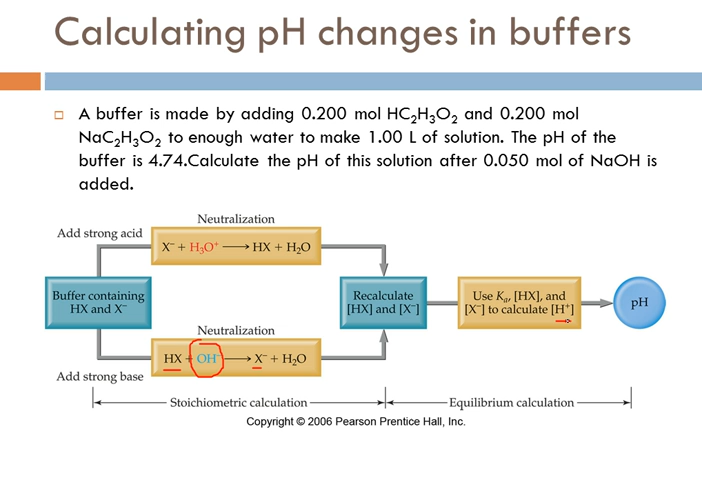 Calculating pH changes in buffers
A buffer is made by adding 0.200 mol HC₂H₃O₂ and 0.200 mol
NaC₂H₃O₂ to enough water to make 1.00 L of solution. The pH of the
buffer is 4.74.Calculate the pH of this solution after 0.050 mol of NaOH is
added.
Neutralization
Add strong acid
X⁻ + H₃O⁺ ⟶ HX + H₂O
Buffer containing
HX and X⁻
Recalculate
[HX] and [X⁻]
Use Kₐ, [HX], and
[X⁻] to calculate [H⁺]
pH
Neutralization
HX + OH⁻ ⟶ X⁻ + H₂O
Add strong base
Stoichiometric calculation
Equilibrium calculation
Copyright © 2006 Pearson Prentice Hall, Inc.